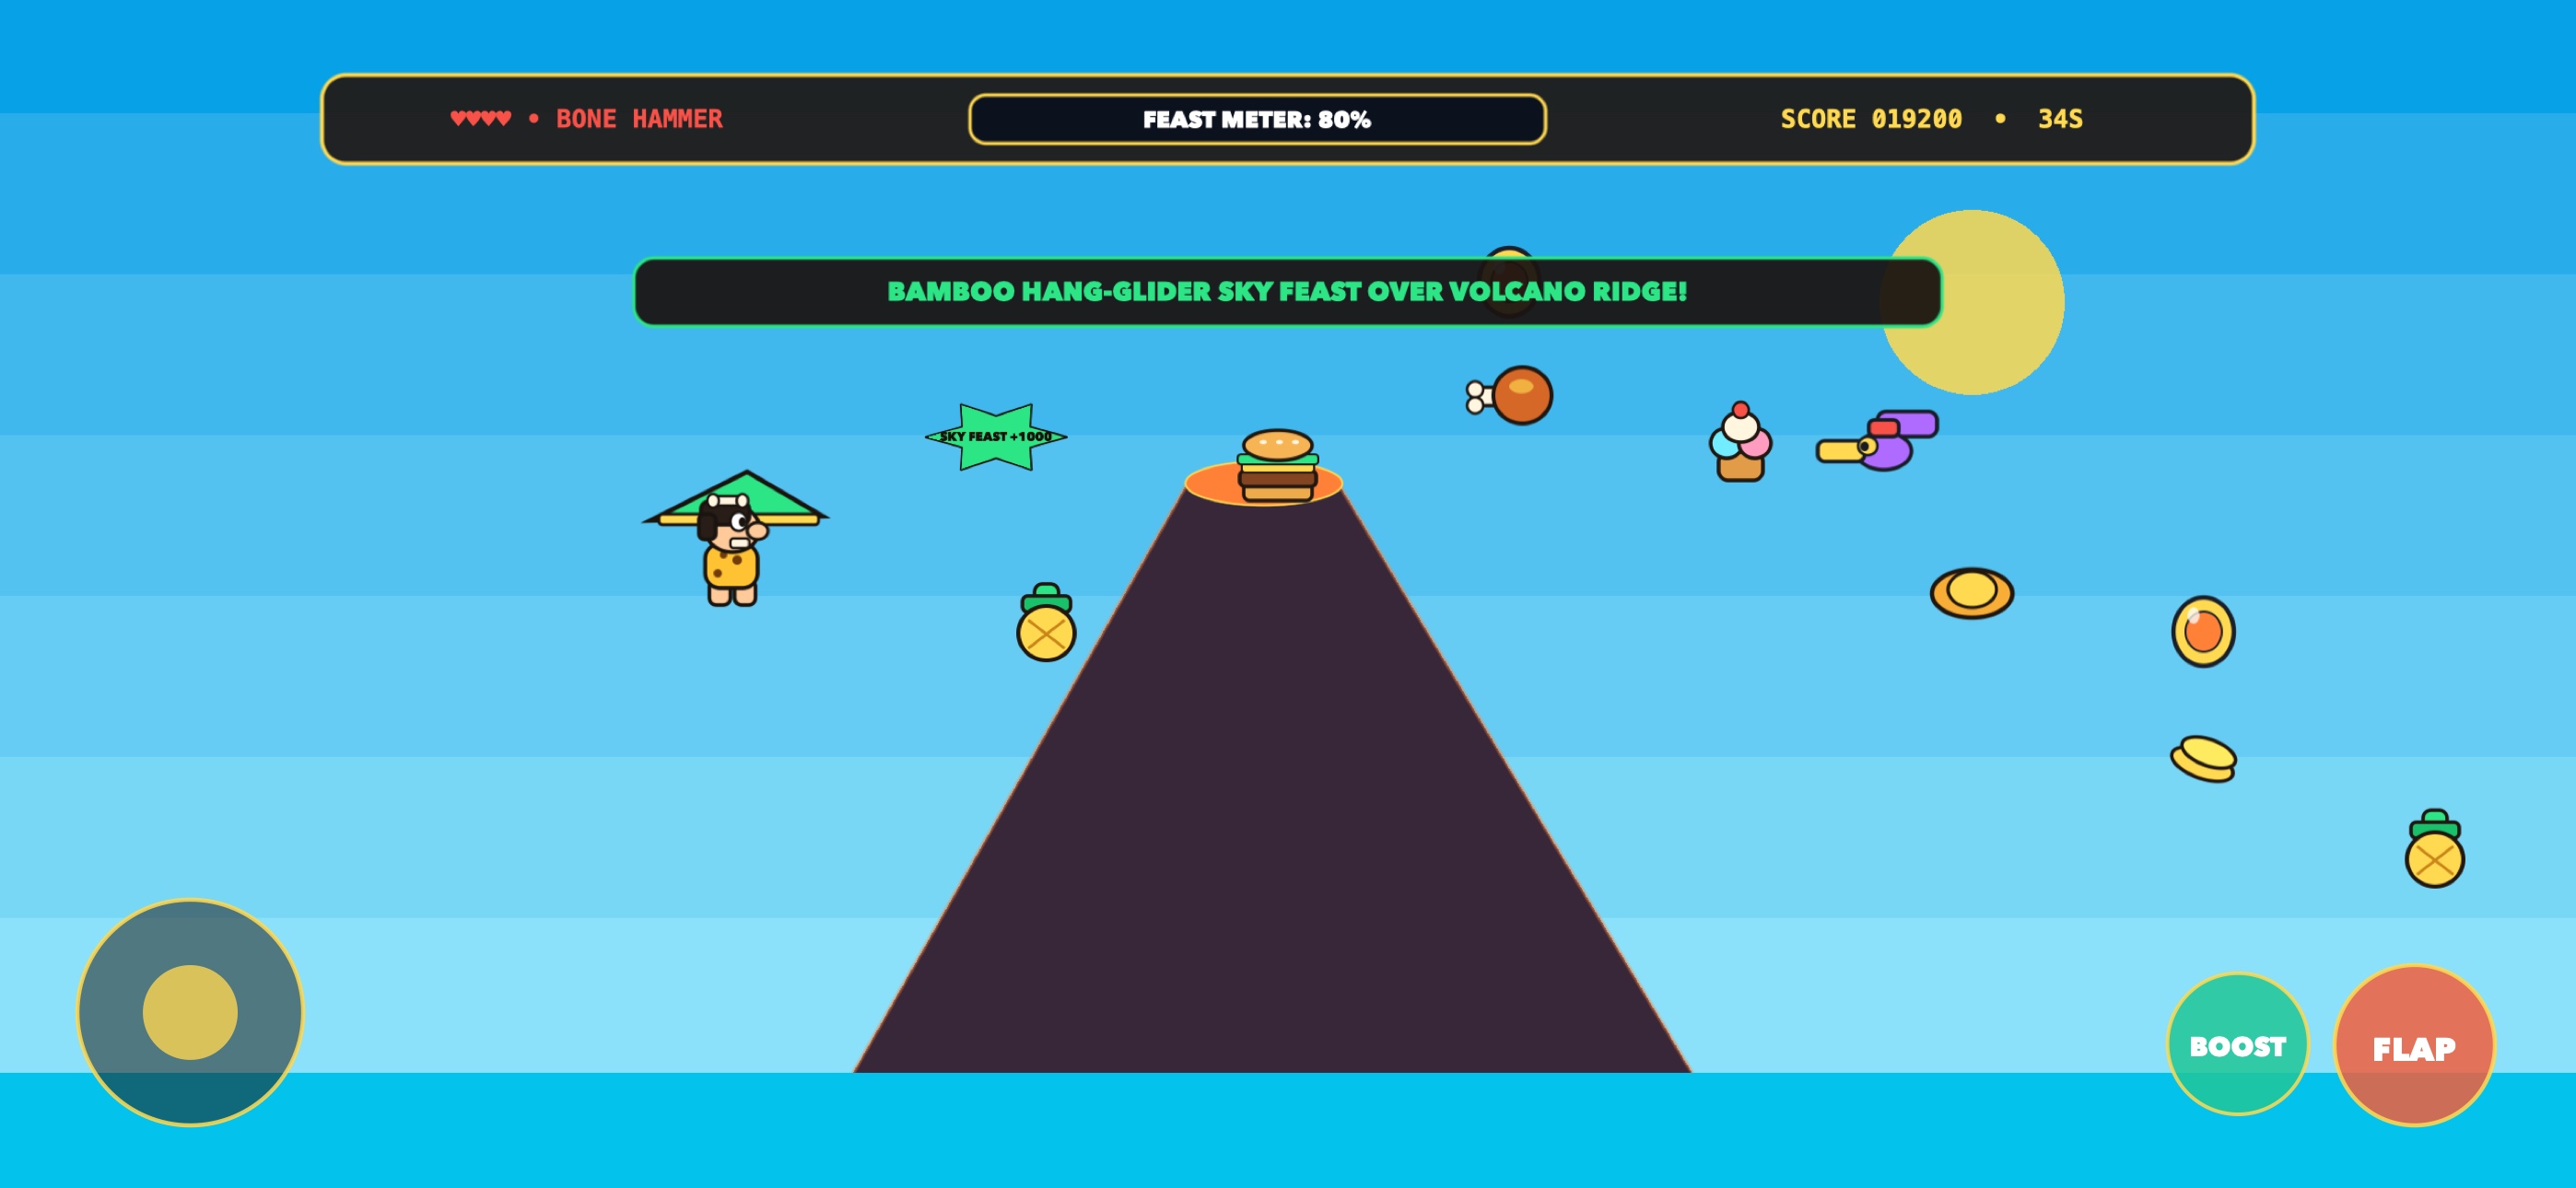 ♥♥♥♥ • BONE HAMMER
FEAST METER: 80%
SCORE 019200 • 34S
BAMBOO HANG-GLIDER SKY FEAST OVER VOLCANO RIDGE!
SKY FEAST +1000
BOOST
FLAP